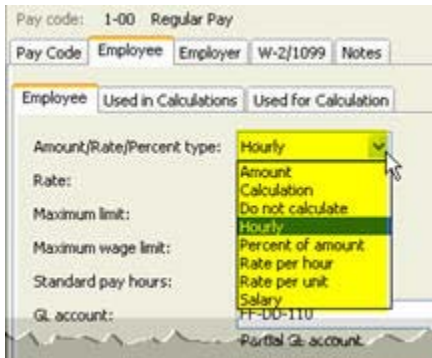 Pay code: 1-00 Regular Pay
Pay Code Employee Employer W-2/1099 Notes
Employee Used in Calculations Used for Calculation
Amount/Rate/Percent type: Hourly
Rate:
Maximum limit:
Maximum wage limit:
Standard pay hours:
GL account:
Amount
Calculation
Do not calculate
Hourly
Percent of amount
Rate per hour
Rate per unit
Salary
FF-DD-110
Partial GL account